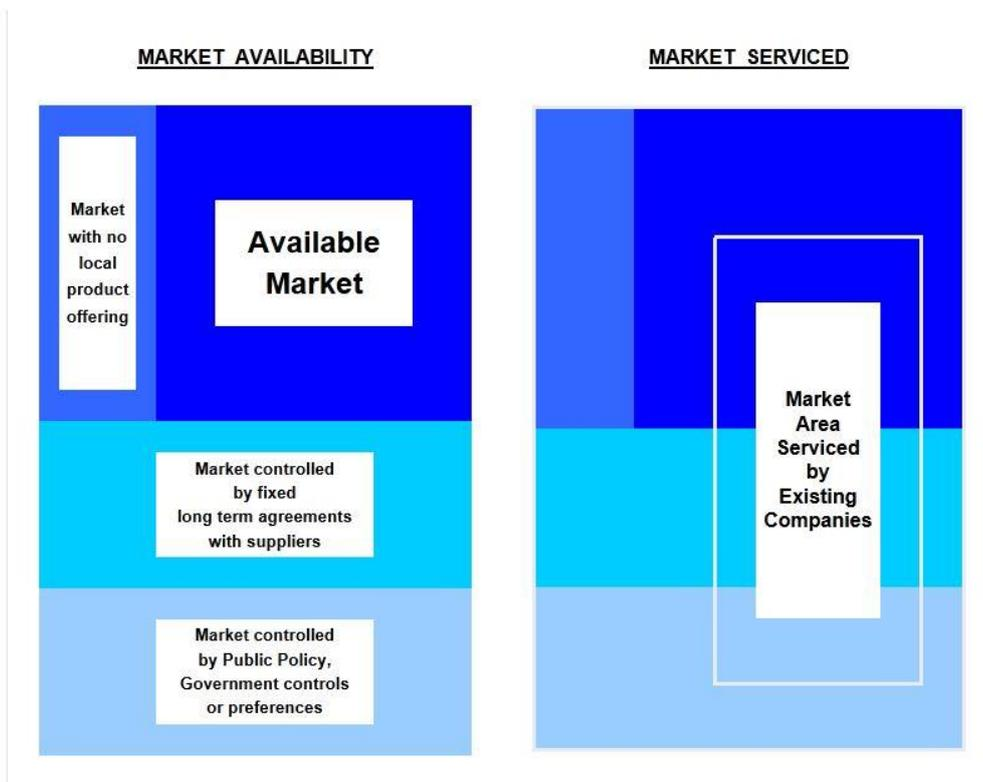 MARKET AVAILABILITY
Market
with no
local
product
offering
Available
Market
Market controlled
by fixed
long term agreements
with suppliers
Market controlled
by Public Policy,
Government controls
or preferences
MARKET SERVICED
Market
Area
Serviced
by
Existing
Companies